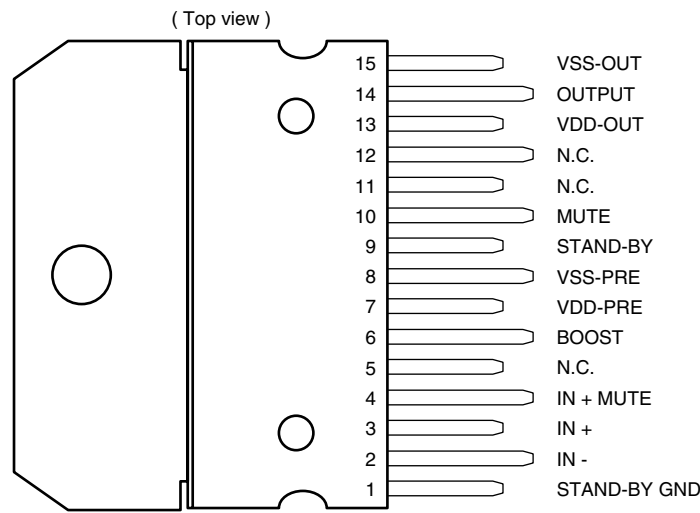 ( Top view )
15 VSS-OUT
14 OUTPUT
13 VDD-OUT
12 N.C.
11 N.C.
10 MUTE
9 STAND-BY
8 VSS-PRE
7 VDD-PRE
6 BOOST
5 N.C.
4 IN + MUTE
3 IN +
2 IN -
1 STAND-BY GND